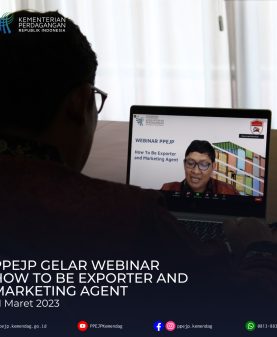 KEMENTERIAN
PERDAGANGAN
REPUBLIK INDONESIA
WEBINAR PPEJP
How To Be Exporter
and Marketing Agent
PPEJP GELAR WEBINAR
HOW TO BE EXPORTER AND
MARKETING AGENT
Maret 2023
ppejp.kemendag.go.id
PPEJPKemendag
ppejp.kemendag